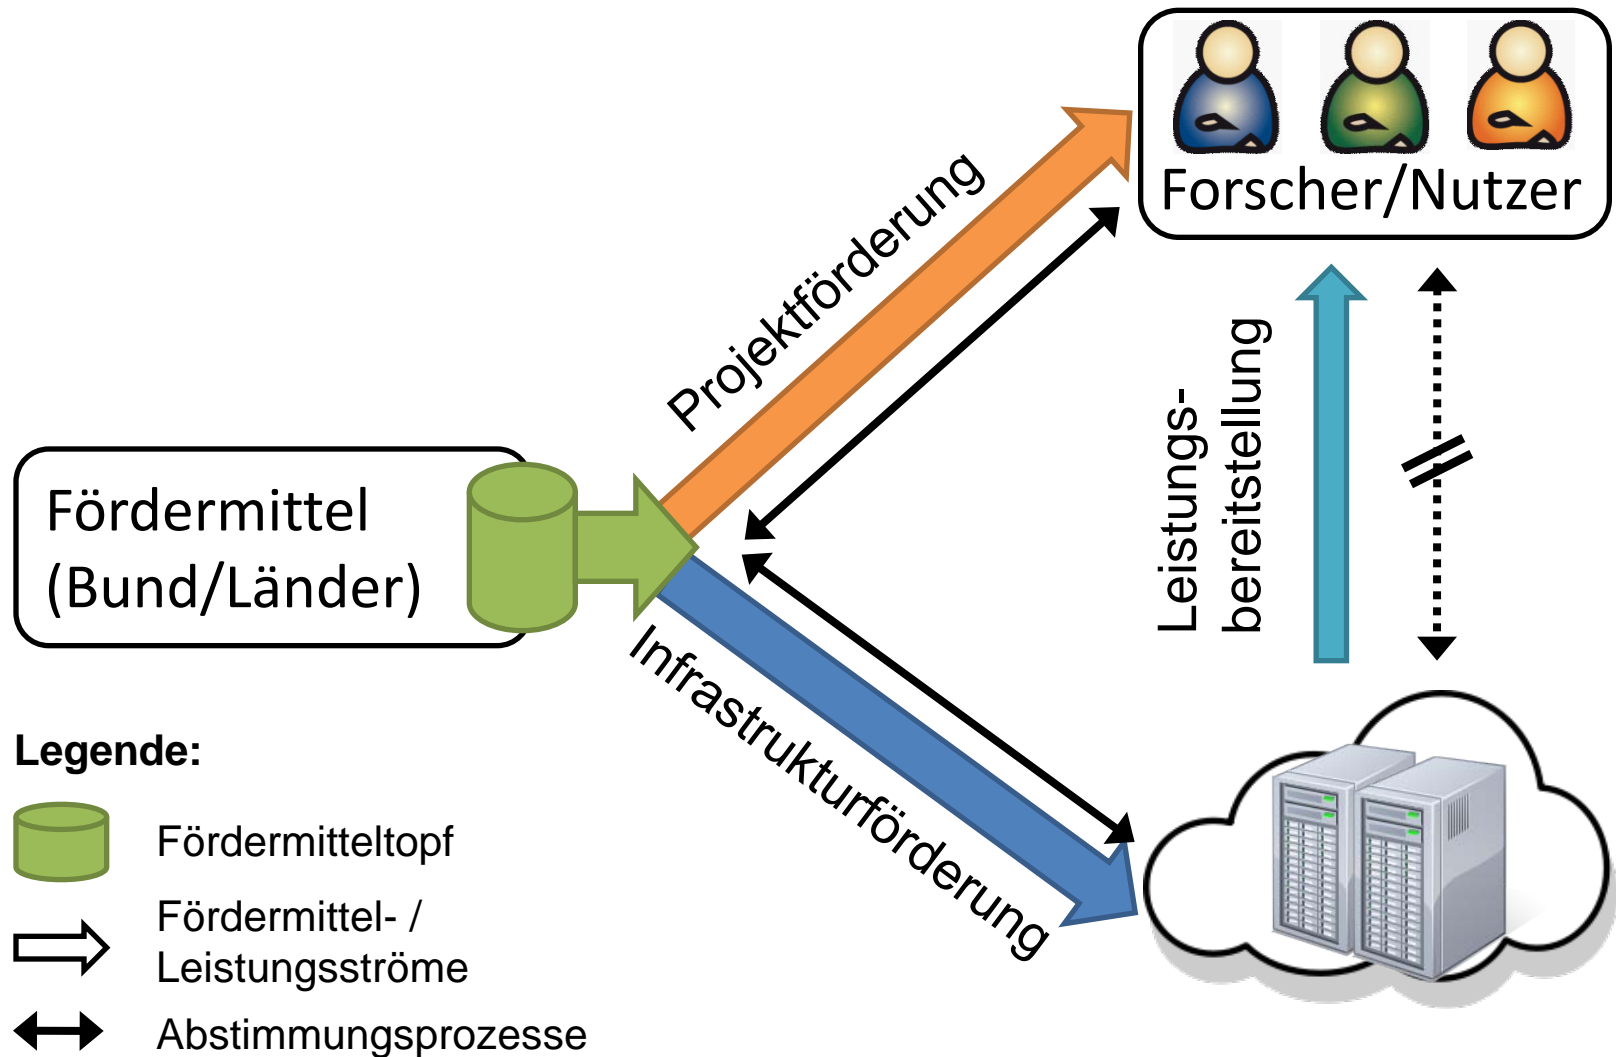 Forscher/Nutzer
Projektförderung
Leistungs-
bereitstellung
Fördermittel
(Bund/Länder)
Infrastrukturförderung
Legende:
Fördermitteltopf
Fördermittel- /
Leistungsströme
Abstimmungsprozesse